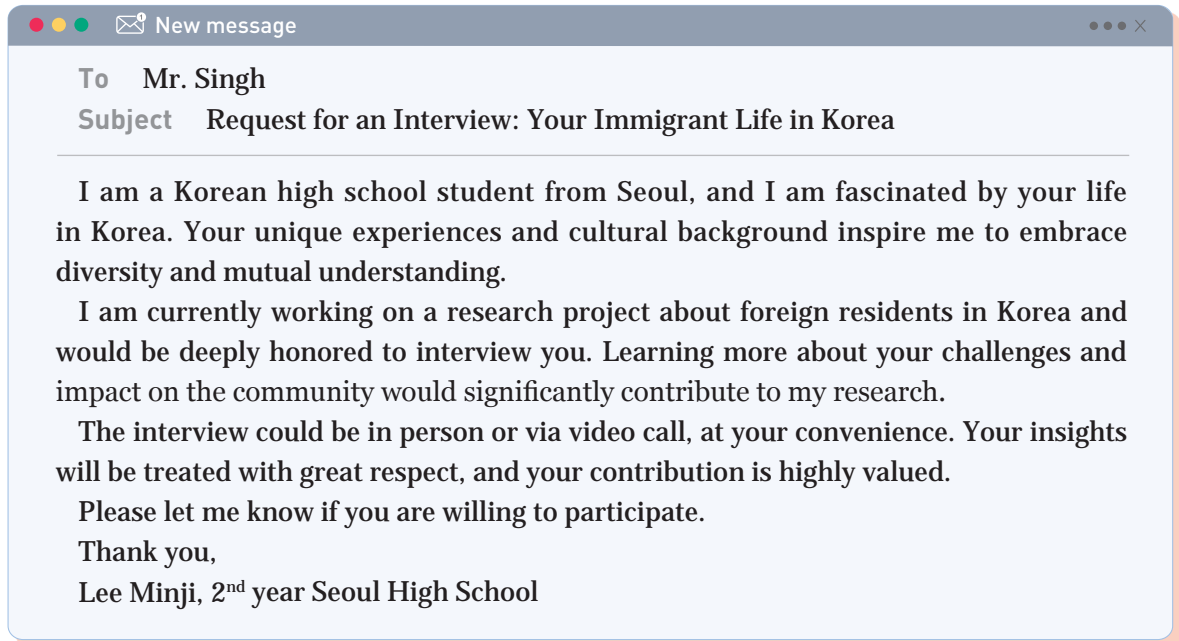 New message
To Mr. Singh
Subject Request for an Interview: Your Immigrant Life in Korea
I am a Korean high school student from Seoul, and I am fascinated by your life
in Korea. Your unique experiences and cultural background inspire me to embrace
diversity and mutual understanding.
I am currently working on a research project about foreign residents in Korea and
would be deeply honored to interview you. Learning more about your challenges and
impact on the community would significantly contribute to my research.
The interview could be in person or via video call, at your convenience. Your insights
will be treated with great respect, and your contribution is highly valued.
Please let me know if you are willing to participate.
Thank you,
Lee Minji, 2nd year Seoul High School